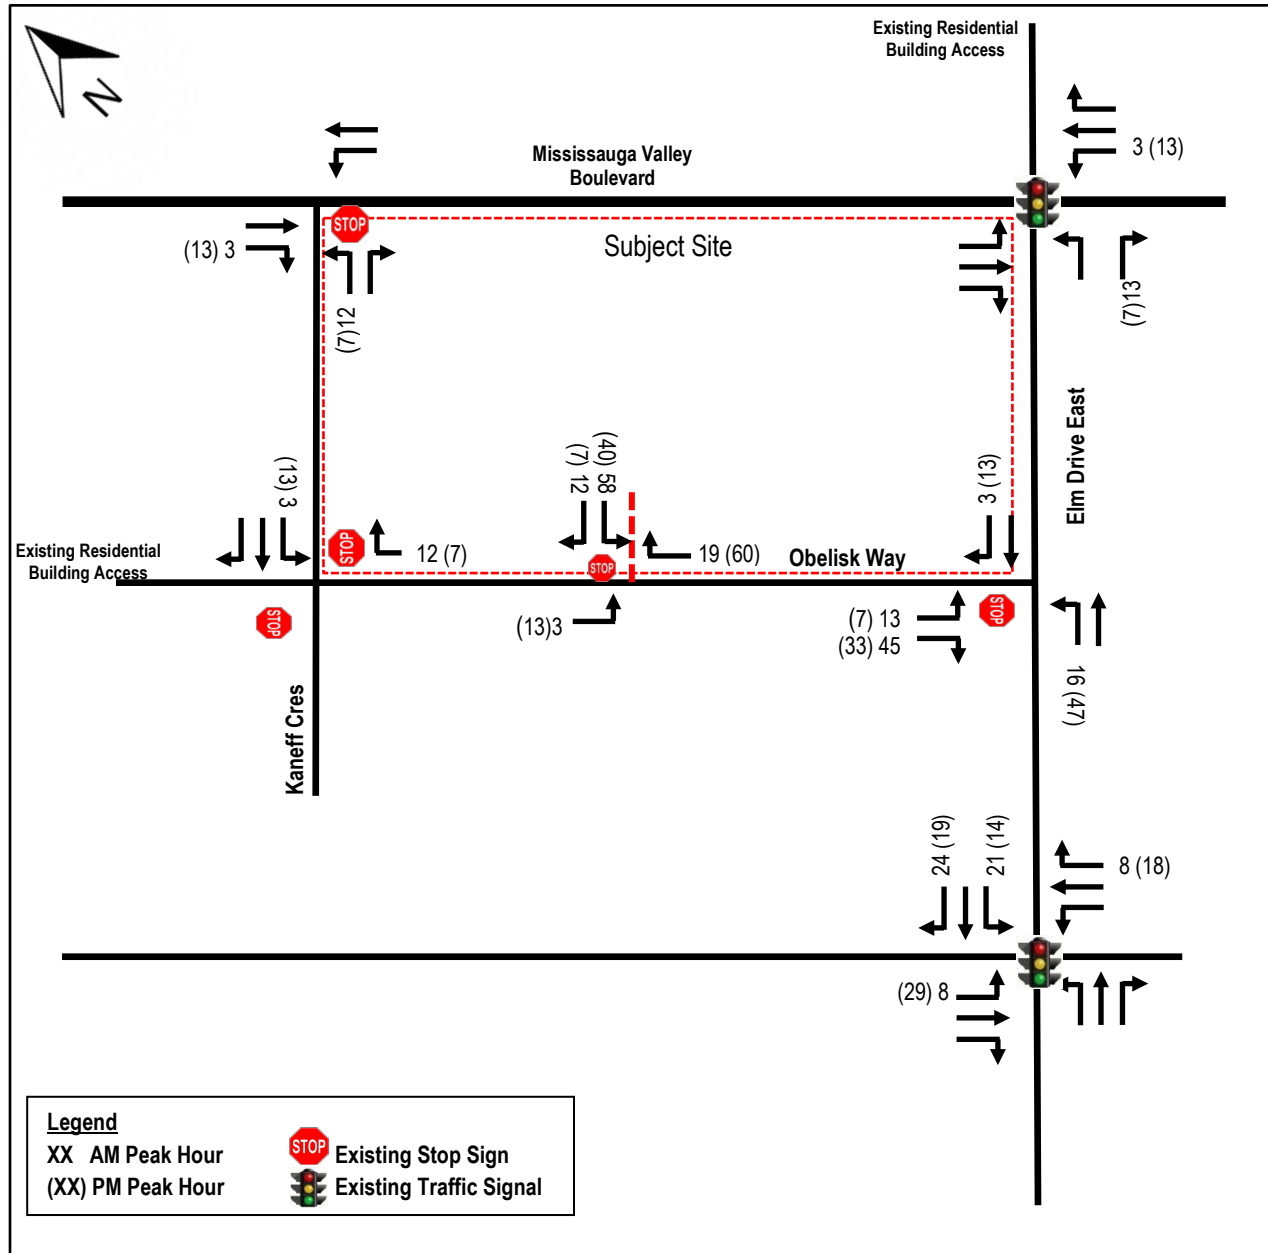 Existing Residential
Building Access
N
Mississauga Valley
Boulevard
3 (13)
STOP
Subject Site
(13) 3
(7)12
(7)13
Elm Drive East
(13) 3
(7) 12
(40) 58
3 (13)
Existing Residential
Building Access
STOP
12 (7)
STOP
19 (60)
Obelisk Way
STOP
(13)3
(7) 13
(33) 45
STOP
16 (47)
Kaneff Cres
24 (19)
21 (14)
8 (18)
(29) 8
Legend
XX AM Peak Hour
STOP Existing Stop Sign
(XX) PM Peak Hour
Existing Traffic Signal